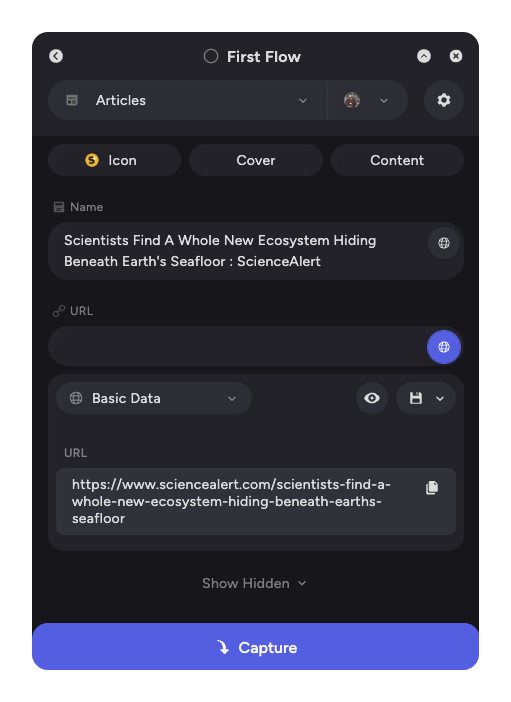 First Flow
Articles
Icon
Cover
Content
Name
Scientists Find A Whole New Ecosystem Hiding
Beneath Earth's Seafloor : ScienceAlert
URL
Basic Data
URL
https://www.sciencealert.com/scientists-find-a-
whole-new-ecosystem-hiding-beneath-earths-
seafloor
Show Hidden
Capture